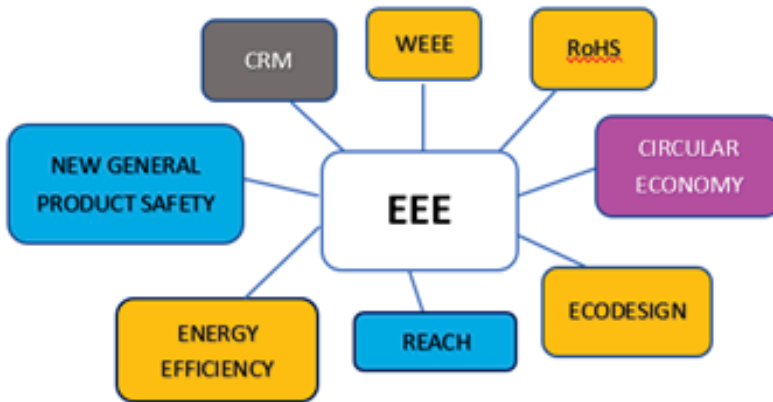 CRM
WEEE
RoHS
NEW GENERAL
PRODUCT SAFETY
EEE
CIRCULAR
ECONOMY
ENERGY
EFFICIENCY
REACH
ECODESIGN